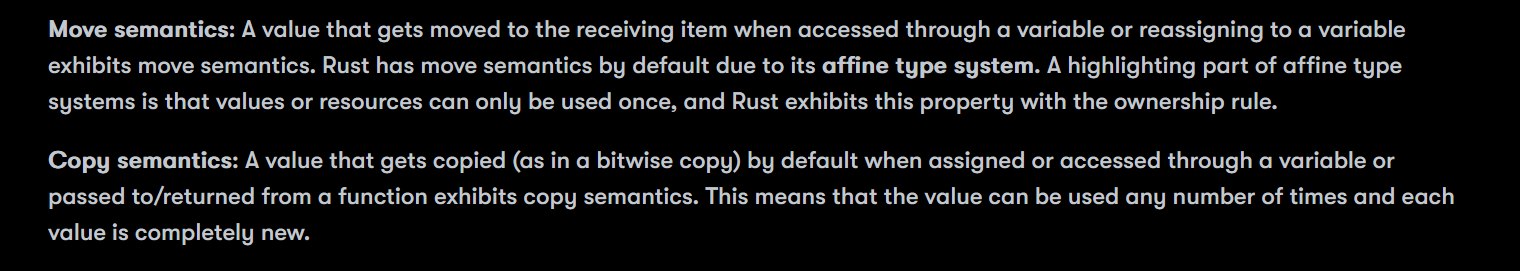 Move semantics: A value that gets moved to the receiving item when accessed through a variable or reassigning to a variable
exhibits move semantics. Rust has move semantics by default due to its affine type system. A highlighting part of affine type
systems is that values or resources can only be used once, and Rust exhibits this property with the ownership rule.
Copy semantics: A value that gets copied (as in a bitwise copy) by default when assigned or accessed through a variable or
passed to/returned from a function exhibits copy semantics. This means that the value can be used any number of times and each
value is completely new.